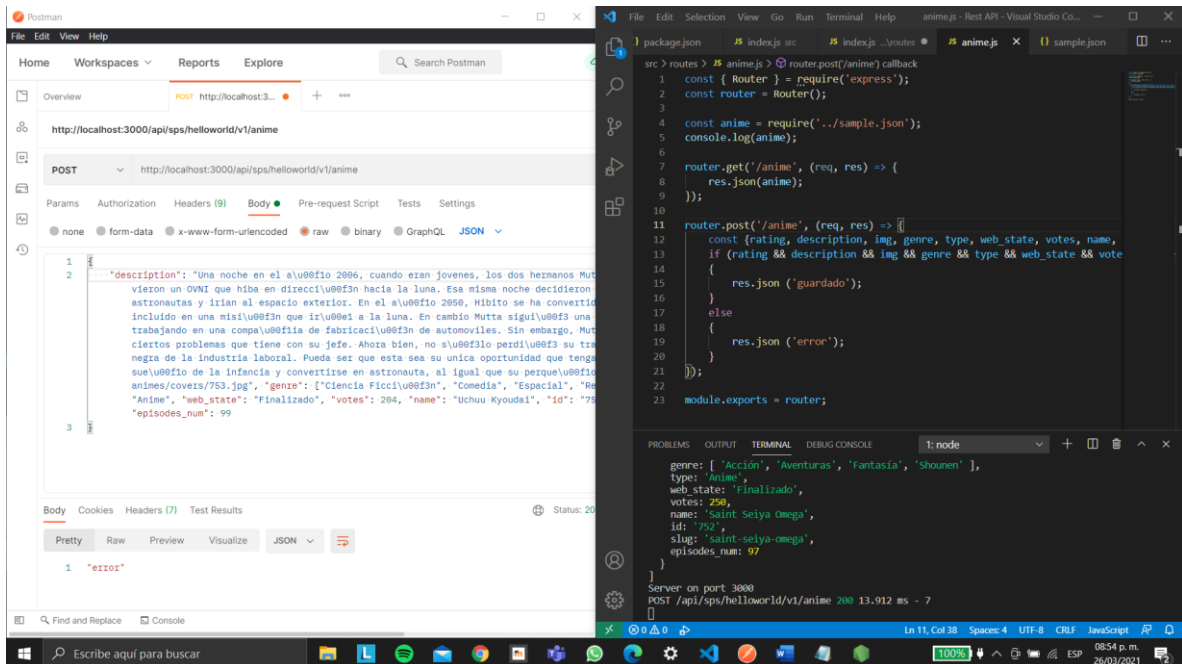 Postman
File Edit View Help
Home Workspaces Reports Explore Search Postman
Overview POST http://localhost:3...
http://localhost:3000/api/sps/helloworld/v1/anime
POST http://localhost:3000/api/sps/helloworld/v1/anime
Params Authorization Headers (9) Body Pre-request Script Tests Settings
none form-data x-www-form-urlencoded raw binary GraphQL JSON
1 {
2 "description": "Una noche en el a\u00f1o 2006, cuando eran jovenes, los dos hermanos Mut
vieron un OVNI que hiba en direcci\u00f3n hacia la luna. Esa misma noche decidieron
astronautas y irian al espacio exterior. En el a\u00f1o 2050, Hibito se ha convertid
incluido en una misi\u00f3n que ir\u00e1 a la luna. En cambio Mutta sigui\u00f3 una
trabajando en una compa\u00f1ia de fabricaci\u00f3n de automoviles. Sin embargo, Mut
ciertos problemas que tiene con su jefe. Ahora bien, no s\u00f3lo perdi\u00f3 su tra
negra de la industria laboral. Pueda ser que esta sea su unica oportunidad que tenga
sue\u00f1o de la infancia y convertirse en astronauta, al igual que su perque\u00f1o
animes/covers/753.jpg", "genre": ["Ciencia Ficci\u00f3n", "Comedia", "Espacial", "Re
"Anime", "web_state": "Finalizado", "votes": 204, "name": "Uchuu Kyoudai", "id": "75
"episodes_num": 99
3 }
Body Cookies Headers (7) Test Results Status: 20
Pretty Raw Preview Visualize JSON
1 "error"
Find and Replace Console
File Edit Selection View Go Run Terminal Help anime.js - Rest API - Visual Studio Co...
package.json JS index.js src JS index.js ...\routes JS anime.js {} sample.json
src > routes > JS anime.js > router.post('/anime') callback
1 const { Router } = require('express');
2 const router = Router();
3
4 const anime = require('../sample.json');
5 console.log(anime);
6
7 router.get('/anime', (req, res) => {
8 res.json(anime);
9 });
10
11 router.post('/anime', (req, res) => {
12 const {rating, description, img, genre, type, web_state, votes, name,
13 if (rating && description && img && genre && type && web_state && vote
14 {
15 res.json ('guardado');
16 }
17 else
18 {
19 res.json ('error');
20 }
21 });
22
23 module.exports = router;
PROBLEMS OUTPUT TERMINAL DEBUG CONSOLE 1: node
genre: [ 'Acción', 'Aventuras', 'Fantasía', 'Shounen' ],
type: 'Anime',
web_state: 'Finalizado',
votes: 250,
name: 'Saint Seiya Omega',
id: '752',
slug: 'saint-seiya-omega',
episodes_num: 97
}
]
Server on port 3000
POST /api/sps/helloworld/v1/anime 200 13.912 ms - 7
0 0 Ln 11, Col 38 Spaces: 4 UTF-8 CRLF JavaScript
Escribe aquí para buscar 100% ESP 08:54 p. m.
26/03/2021 2